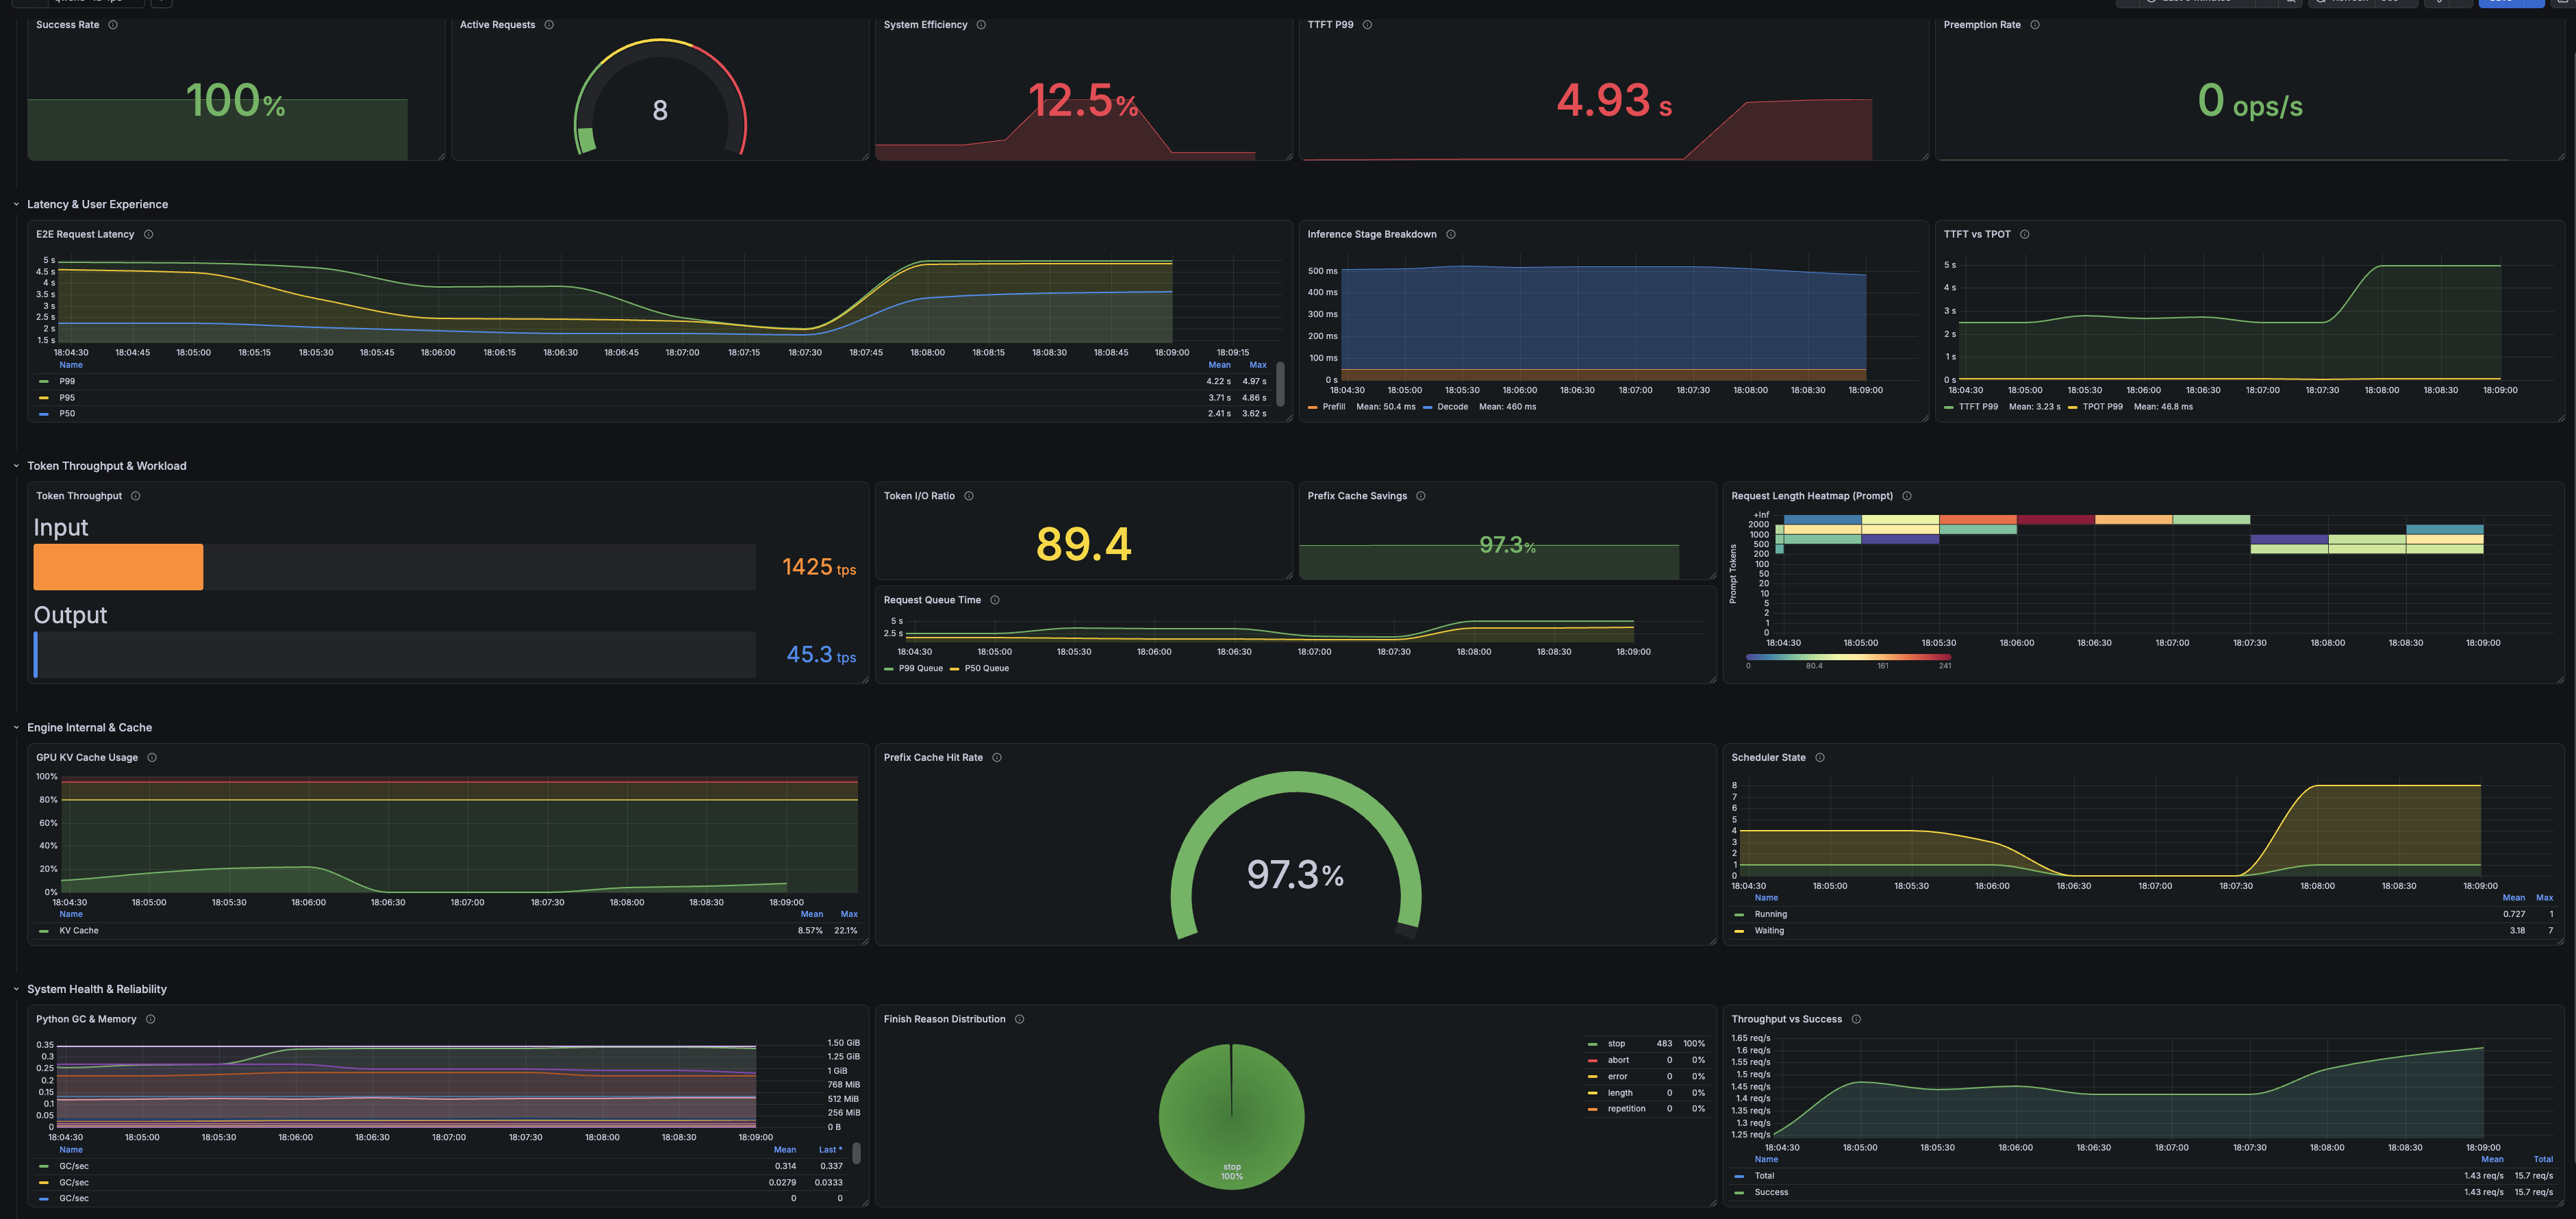 Success Rate
Active Requests
System Efficiency
TTFT P99
Preemption Rate
100%
8
12.5%
4.93 s
0 ops/s
Latency & User Experience
E2E Request Latency
5 s
4.5 s
4 s
3.5 s
3 s
2.5 s
2 s
1.5 s
18:04:30 18:04:45 18:05:00 18:05:15 18:05:30 18:05:45 18:06:00 18:06:15 18:06:30 18:06:45 18:07:00 18:07:15 18:07:30 18:07:45 18:08:00 18:08:15 18:08:30 18:08:45 18:09:00 18:09:15
Name Mean Max
P99 4.22 s 4.97 s
P95 3.71 s 4.86 s
P50 2.41 s 3.62 s
Inference Stage Breakdown
500 ms
400 ms
300 ms
200 ms
100 ms
0 s
18:04:30 18:05:00 18:05:30 18:06:00 18:06:30 18:07:00 18:07:30 18:08:00 18:08:30 18:09:00
Prefill Mean: 50.4 ms Decode Mean: 460 ms
TTFT vs TPOT
5 s
4 s
3 s
2 s
1 s
0 s
18:04:30 18:05:00 18:05:30 18:06:00 18:06:30 18:07:00 18:07:30 18:08:00 18:08:30 18:09:00
TTFT P99 Mean: 3.23 s TPOT P99 Mean: 46.8 ms
Token Throughput & Workload
Token Throughput
Input
1425 tps
Output
45.3 tps
Token I/O Ratio
89.4
Prefix Cache Savings
97.3%
Request Queue Time
5 s
2.5 s
18:04:30 18:05:00 18:05:30 18:06:00 18:06:30 18:07:00 18:07:30 18:08:00 18:08:30 18:09:00
P99 Queue P50 Queue
Request Length Heatmap (Prompt)
Prompt Tokens
+Inf
2000
1000
500
200
100
50
20
10
5
2
1
0
18:04:30 18:05:00 18:05:30 18:06:00 18:06:30 18:07:00 18:07:30 18:08:00 18:08:30 18:09:00
0 80.4 161 241
Engine Internal & Cache
GPU KV Cache Usage
100%
80%
60%
40%
20%
0%
18:04:30 18:05:00 18:05:30 18:06:00 18:06:30 18:07:00 18:07:30 18:08:00 18:08:30 18:09:00
Name Mean Max
KV Cache 8.57% 22.1%
Prefix Cache Hit Rate
97.3%
Scheduler State
8
7
6
5
4
3
2
1
0
18:04:30 18:05:00 18:05:30 18:06:00 18:06:30 18:07:00 18:07:30 18:08:00 18:08:30 18:09:00
Name Mean Max
Running 0.727 1
Waiting 3.18 7
System Health & Reliability
Python GC & Memory
0.35
0.3
0.25
0.2
0.15
0.1
0.05
0
1.50 GiB
1.25 GiB
1 GiB
768 MiB
512 MiB
256 MiB
0 B
18:04:30 18:05:00 18:05:30 18:06:00 18:06:30 18:07:00 18:07:30 18:08:00 18:08:30 18:09:00
Name Mean Last *
GC/sec 0.314 0.337
GC/sec 0.0279 0.0333
GC/sec 0 0
Finish Reason Distribution
stop
100%
stop 483 100%
abort 0 0%
error 0 0%
length 0 0%
repetition 0 0%
Throughput vs Success
1.65 req/s
1.6 req/s
1.55 req/s
1.5 req/s
1.45 req/s
1.4 req/s
1.35 req/s
1.3 req/s
1.25 req/s
18:04:30 18:05:00 18:05:30 18:06:00 18:06:30 18:07:00 18:07:30 18:08:00 18:08:30 18:09:00
Name Mean Total
Total 1.43 req/s 15.7 req/s
Success 1.43 req/s 15.7 req/s